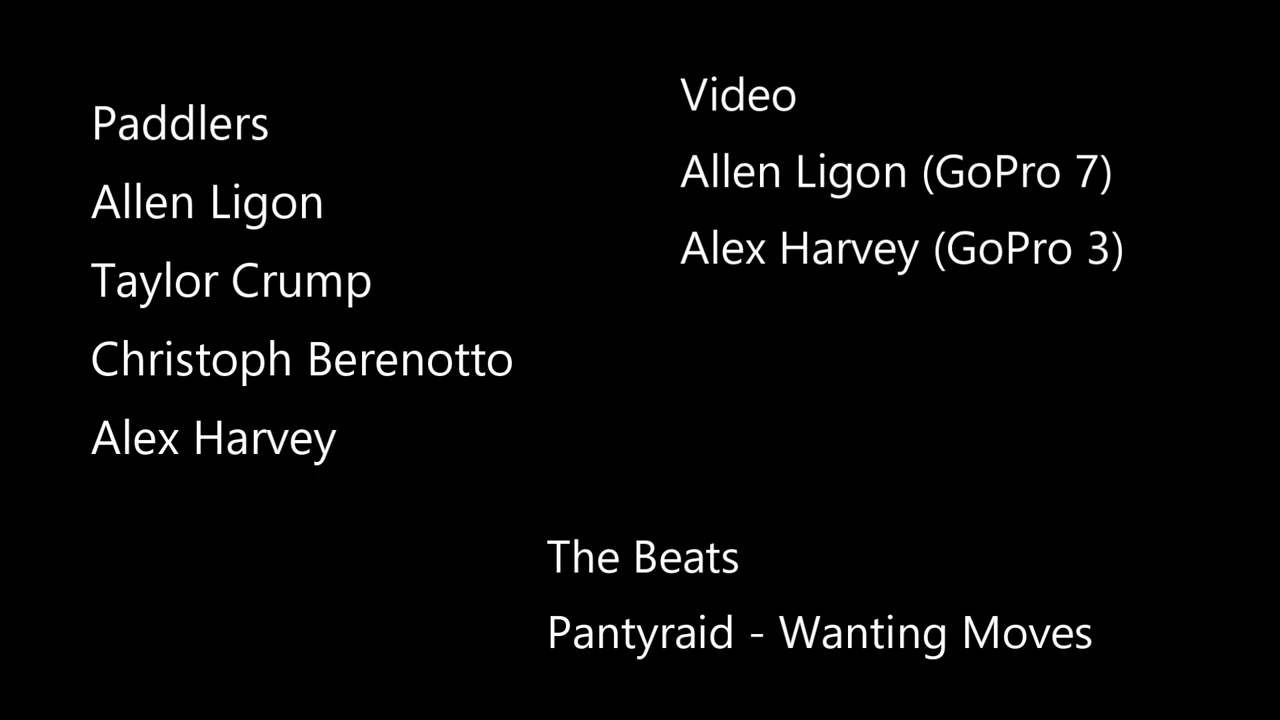 Paddlers
Allen Ligon
Taylor Crump
Christoph Berenotto
Alex Harvey
Video
Allen Ligon (GoPro 7)
Alex Harvey (GoPro 3)
The Beats
Pantyraid - Wanting Moves